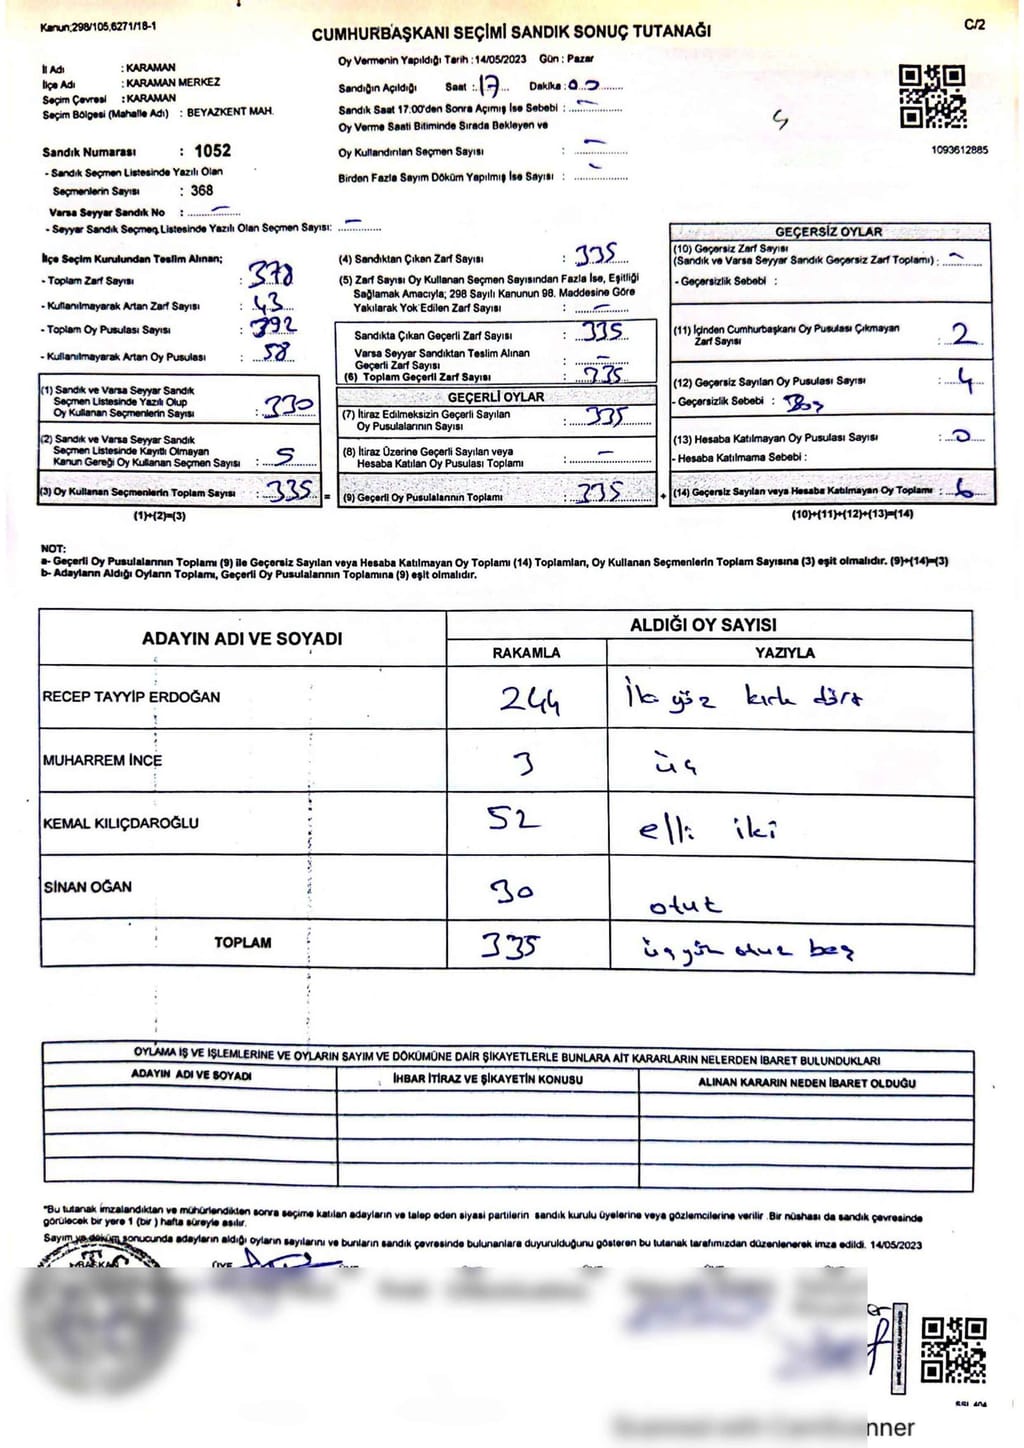 Kanun;298/105,6271/18-1
C/2
CUMHURBAŞKANI SEÇİMİ SANDIK SONUÇ TUTANAĞI
İl Adı : KARAMAN
İlçe Adı : KARAMAN MERKEZ
Seçim Çevresi : KARAMAN
Seçim Bölgesi (Mahalle Adı) : BEYAZKENT MAH.
Sandık Numarası : 1052
- Sandık Seçmen Listesinde Yazılı Olan
Seçmenlerin Sayısı : 368
Varsa Seyyar Sandık No : –
- Seyyar Sandık Seçmen Listesinde Yazılı Olan Seçmen Sayısı: –
Oy Vermenin Yapıldığı Tarih : 14/05/2023 Gün : Pazar
Sandığın Açıldığı Saat : 17 Dakika : 00
Sandık Saat 17.00'den Sonra Açımış İse Sebebi : –
Oy Verme Saati Bitiminde Sırada Bekleyen ve
Oy Kullandırılan Seçmen Sayısı : –
Birden Fazla Sayım Döküm Yapılmış İse Sayısı : –
1093612885
İlçe Seçim Kurulundan Teslim Alınan;
- Toplam Zarf Sayısı : 378
- Kullanılmayarak Artan Zarf Sayısı : 43
- Toplam Oy Pusulası Sayısı : 392
- Kullanılmayarak Artan Oy Pusulası : 58
(1) Sandık ve Varsa Seyyar Sandık
Seçmen Listesinde Yazılı Olup
Oy Kullanan Seçmenlerin Sayısı : 330
(2) Sandık ve Varsa Seyyar Sandık
Seçmen Listesinde Kayıtlı Olmayan
Kanun Gereği Oy Kullanan Seçmen Sayısı : 5
(3) Oy Kullanan Seçmenlerin Toplam Sayısı : 335 =
(1)+(2)=(3)
(4) Sandıktan Çıkan Zarf Sayısı : 335
(5) Zarf Sayısı Oy Kullanan Seçmen Sayısından Fazla İse, Eşitliği
Sağlamak Amacıyla; 298 Sayılı Kanunun 98. Maddesine Göre
Yakılarak Yok Edilen Zarf Sayısı : –
Sandıkta Çıkan Geçerli Zarf Sayısı : 335
Varsa Seyyar Sandıktan Teslim Alınan
Geçerli Zarf Sayısı : –
(6) Toplam Geçerli Zarf Sayısı : 335
GEÇERLİ OYLAR
(7) İtiraz Edilmeksizin Geçerli Sayılan
Oy Pusulalarının Sayısı : 335
(8) İtiraz Üzerine Geçerli Sayılan veya
Hesaba Katılan Oy Pusulası Toplamı : –
(9) Geçerli Oy Pusulalarının Toplamı : 335 +
GEÇERSİZ OYLAR
(10) Geçersiz Zarf Sayısı
(Sandık ve Varsa Seyyar Sandık Geçersiz Zarf Toplamı) : –
- Geçersizlik Sebebi :
(11) İçinden Cumhurbaşkanı Oy Pusulası Çıkmayan
Zarf Sayısı : 2
(12) Geçersiz Sayılan Oy Pusulası Sayısı : 4
- Geçersizlik Sebebi : Boş
(13) Hesaba Katılmayan Oy Pusulası Sayısı : 0
- Hesaba Katılmama Sebebi :
(14) Geçersiz Sayılan veya Hesaba Katılmayan Oy Toplamı : 6
(10)+(11)+(12)+(13)=(14)
NOT:
a- Geçerli Oy Pusulalarının Toplamı (9) ile Geçersiz Sayılan veya Hesaba Katılmayan Oy Toplamı (14) Toplamları, Oy Kullanan Seçmenlerin Toplam Sayısına (3) eşit olmalıdır. (9)+(14)=(3)
b- Adayların Aldığı Oyların Toplamı, Geçerli Oy Pusulalarının Toplamına (9) eşit olmalıdır.
ADAYIN ADI VE SOYADI
ALDIĞI OY SAYISI
RAKAMLA YAZIYLA
RECEP TAYYİP ERDOĞAN 244 İki yüz kırk dört
MUHARREM İNCE 3 üç
KEMAL KILIÇDAROĞLU 52 elli iki
SİNAN OĞAN 30 otuz
TOPLAM 335 üç yüz otuz beş
OYLAMA İŞ VE İŞLEMLERİNE VE OYLARIN SAYIM VE DÖKÜMÜNE DAİR ŞİKAYETLERLE BUNLARA AİT KARARLARIN NELERDEN İBARET BULUNDUKLARI
ADAYIN ADI VE SOYADI İHBAR İTİRAZ VE ŞİKAYETİN KONUSU ALINAN KARARIN NEDEN İBARET OLDUĞU
*Bu tutanak imzalandıktan ve mühürlendikten sonra seçime katılan adayların ve talep eden siyasi partilerin sandık kurulu üyelerine veya gözlemcilerine verilir. Bir nüshası da sandık çevresinde
görülecek bir yere 1 (bir) hafta süreyle asılır.
Sayım ve döküm sonucunda adayların aldığı oyların sayılarını ve bunların sandık çevresinde bulunanlara duyurulduğunu gösteren bu tutanak tarafımızdan düzenlenerek imza edildi. 14/05/2023
BAŞKAN ÜYE